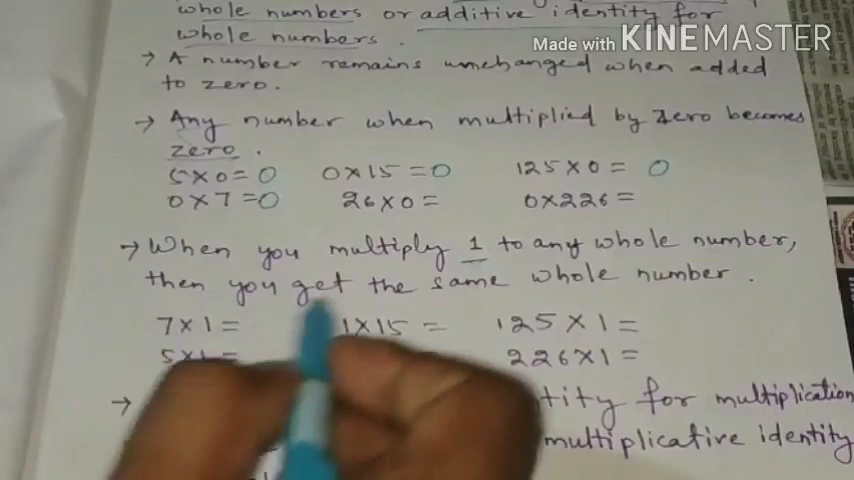 whole numbers or additive identity for
whole numbers.
Made with KINEMASTER
→ A number remains unchanged when added
to zero.
→ Any number when multiplied by zero becomes
zero.
5 X 0 = 0 0 X 15 = 0 125 X 0 = 0
0 X 7 = 0 26 X 0 = 0 X 226 =
→ When you multiply 1 to any whole number,
then you get the same whole number.
7 X 1 = 1 X 15 = 125 X 1 =
5 X 1 = 226 X 1 =
→ tity for multiplication
multiplicative identity